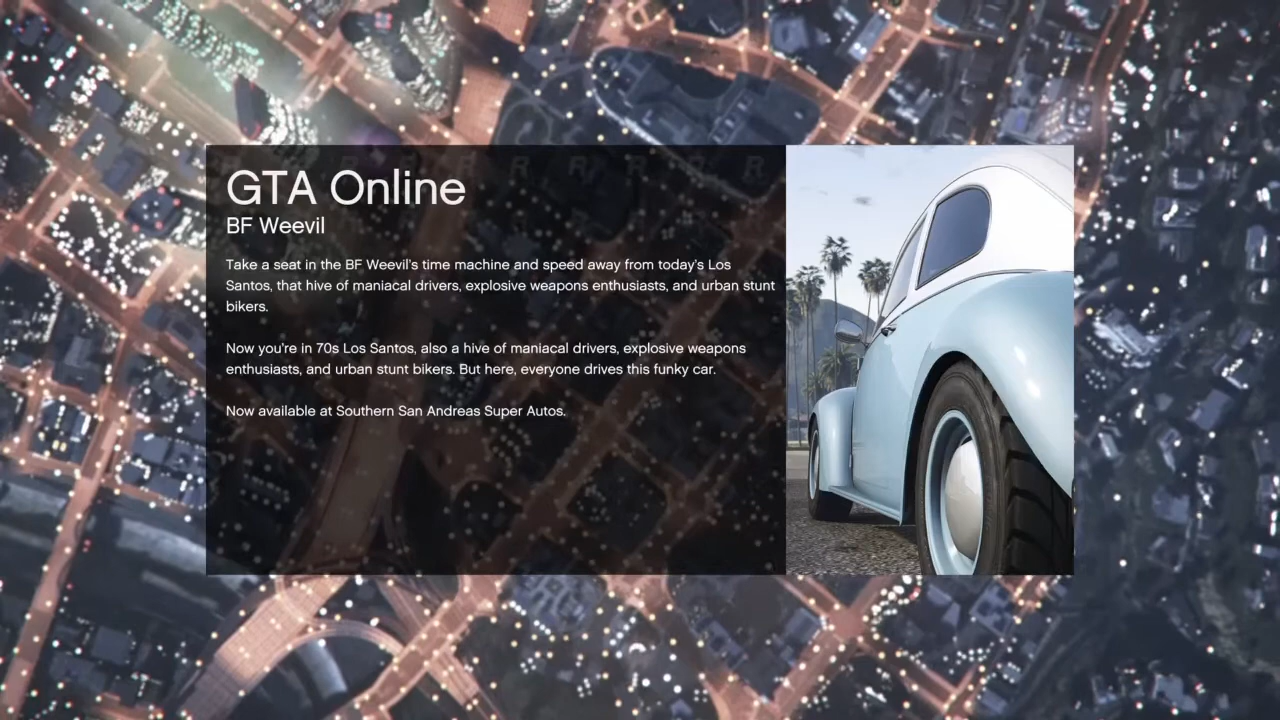 GTA Online
BF Weevil
Take a seat in the BF Weevil's time machine and speed away from today's Los
Santos, that hive of maniacal drivers, explosive weapons enthusiasts, and urban stunt
bikers.
Now you're in 70s Los Santos, also a hive of maniacal drivers, explosive weapons
enthusiasts, and urban stunt bikers. But here, everyone drives this funky car.
Now available at Southern San Andreas Super Autos.